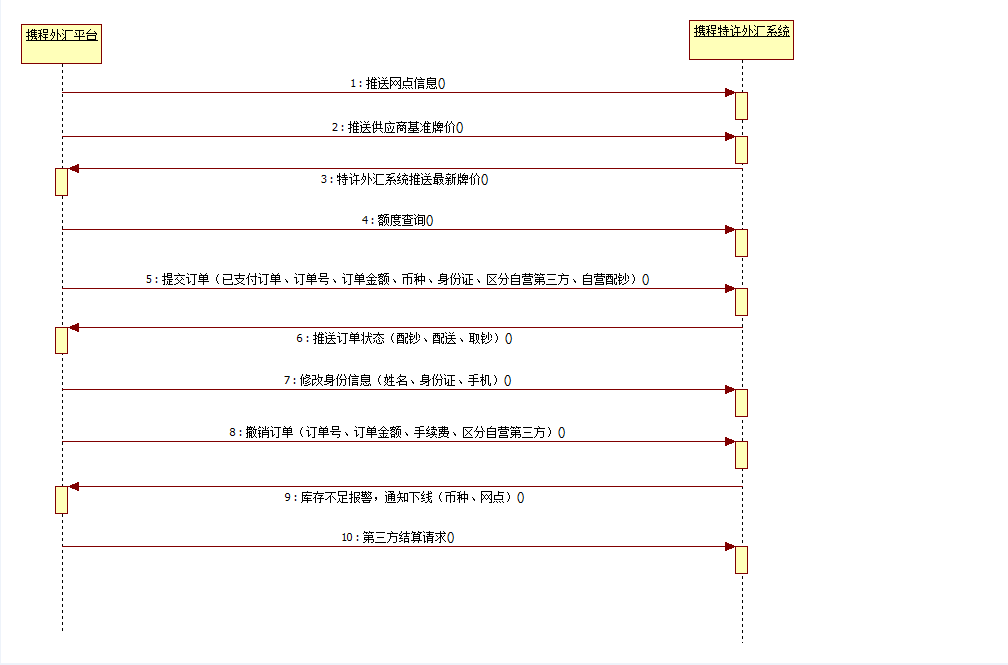 携程外汇平台
携程特许外汇系统
1 : 推送网点信息()
2 : 推送供应商基准牌价()
3 : 特许外汇系统推送最新牌价()
4 : 额度查询()
5 : 提交订单（已支付订单、订单号、订单金额、币种、身份证、区分自营第三方、自营配钞）()
6 : 推送订单状态（配钞、配送、取钞）()
7 : 修改身份信息（姓名、身份证、手机）()
8 : 撤销订单（订单号、订单金额、手续费、区分自营第三方）()
9 : 库存不足报警，通知下线（币种、网点）()
10 : 第三方结算请求()